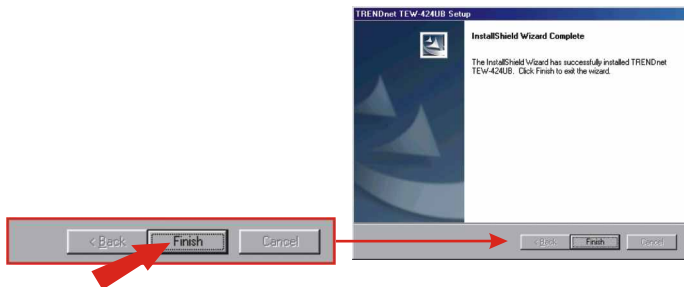 TRENDnet TEW-424UB Setup
InstallShield Wizard Complete
The InstallShield Wizard has successfully installed TRENDnet
TEW-424UB. Click Finish to exit the wizard.
< Back Finish Cancel
< Back Finish Cancel